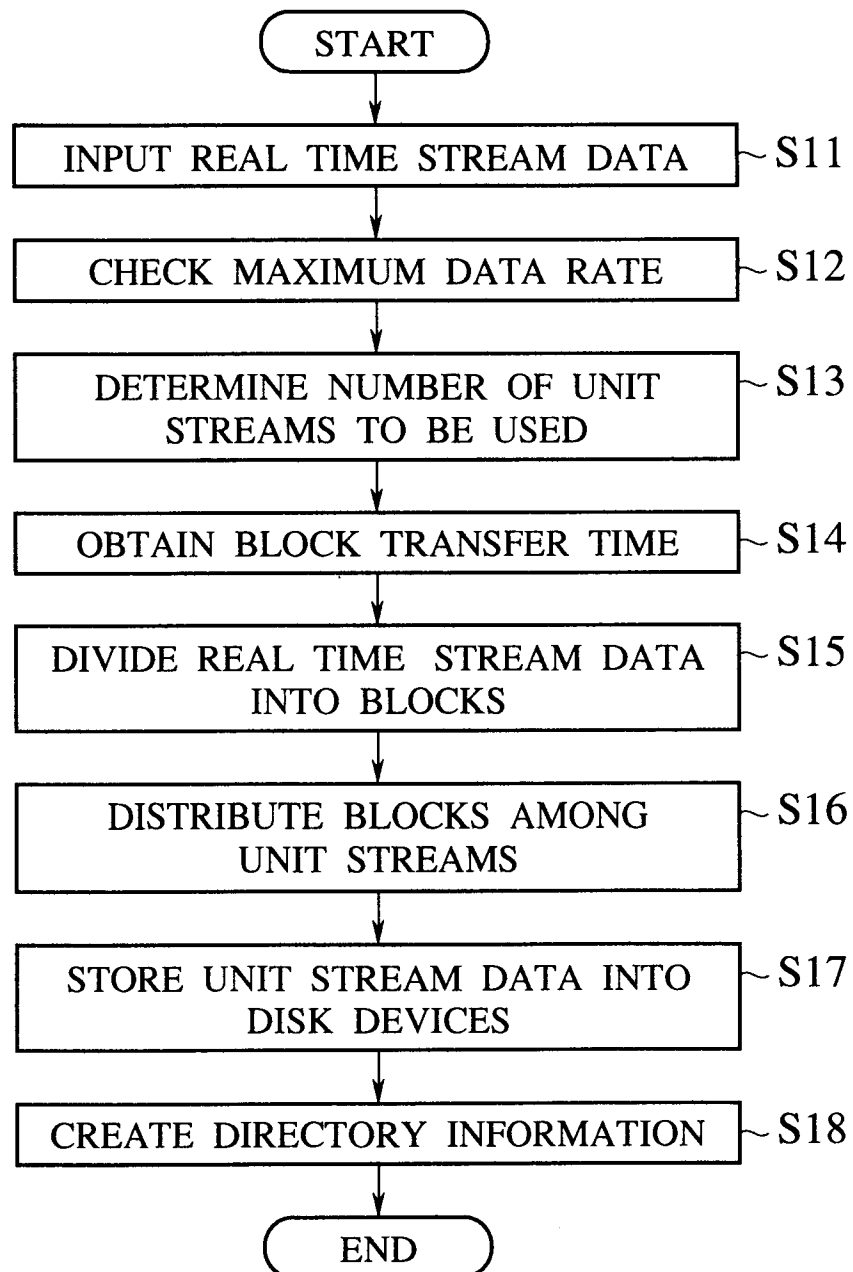 START
INPUT REAL TIME STREAM DATA S11
CHECK MAXIMUM DATA RATE S12
DETERMINE NUMBER OF UNIT S13
STREAMS TO BE USED
OBTAIN BLOCK TRANSFER TIME S14
DIVIDE REAL TIME STREAM DATA S15
INTO BLOCKS
DISTRIBUTE BLOCKS AMONG S16
UNIT STREAMS
STORE UNIT STREAM DATA INTO S17
DISK DEVICES
CREATE DIRECTORY INFORMATION S18
END